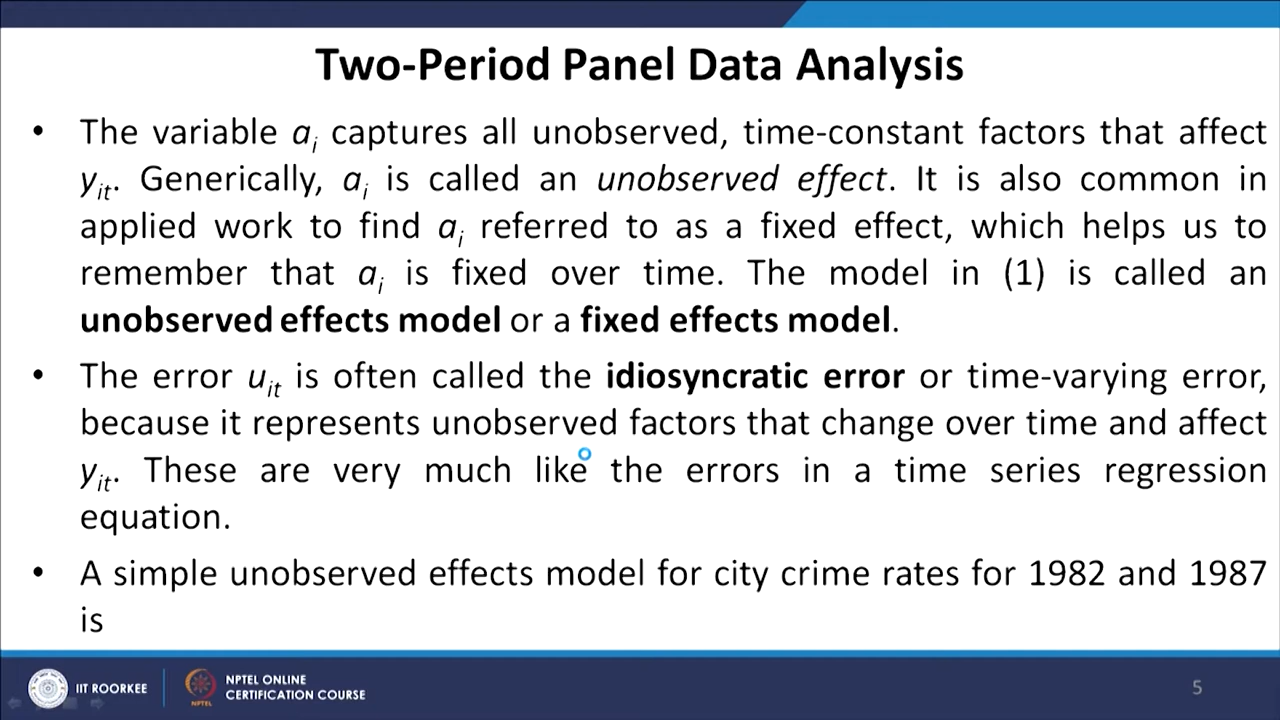 Two-Period Panel Data Analysis
• The variable aᵢ captures all unobserved, time-constant factors that affect
yᵢₜ. Generically, aᵢ is called an unobserved effect. It is also common in
applied work to find aᵢ referred to as a fixed effect, which helps us to
remember that aᵢ is fixed over time. The model in (1) is called an
unobserved effects model or a fixed effects model.
• The error uᵢₜ is often called the idiosyncratic error or time-varying error,
because it represents unobserved factors that change over time and affect
yᵢₜ. These are very much like the errors in a time series regression
equation.
• A simple unobserved effects model for city crime rates for 1982 and 1987
is
IIT ROORKEE
NPTEL
NPTEL ONLINE
CERTIFICATION COURSE
5